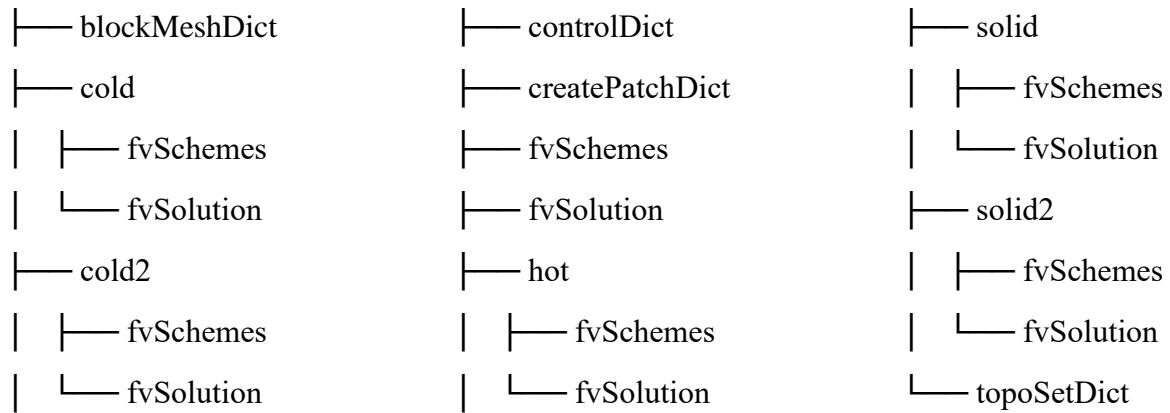 ├── blockMeshDict
├── cold
│   ├── fvSchemes
│   └── fvSolution
├── cold2
│   ├── fvSchemes
│   └── fvSolution
├── controlDict
├── createPatchDict
├── fvSchemes
├── fvSolution
├── hot
│   ├── fvSchemes
│   └── fvSolution
├── solid
│   ├── fvSchemes
│   └── fvSolution
├── solid2
│   ├── fvSchemes
│   └── fvSolution
└── topoSetDict